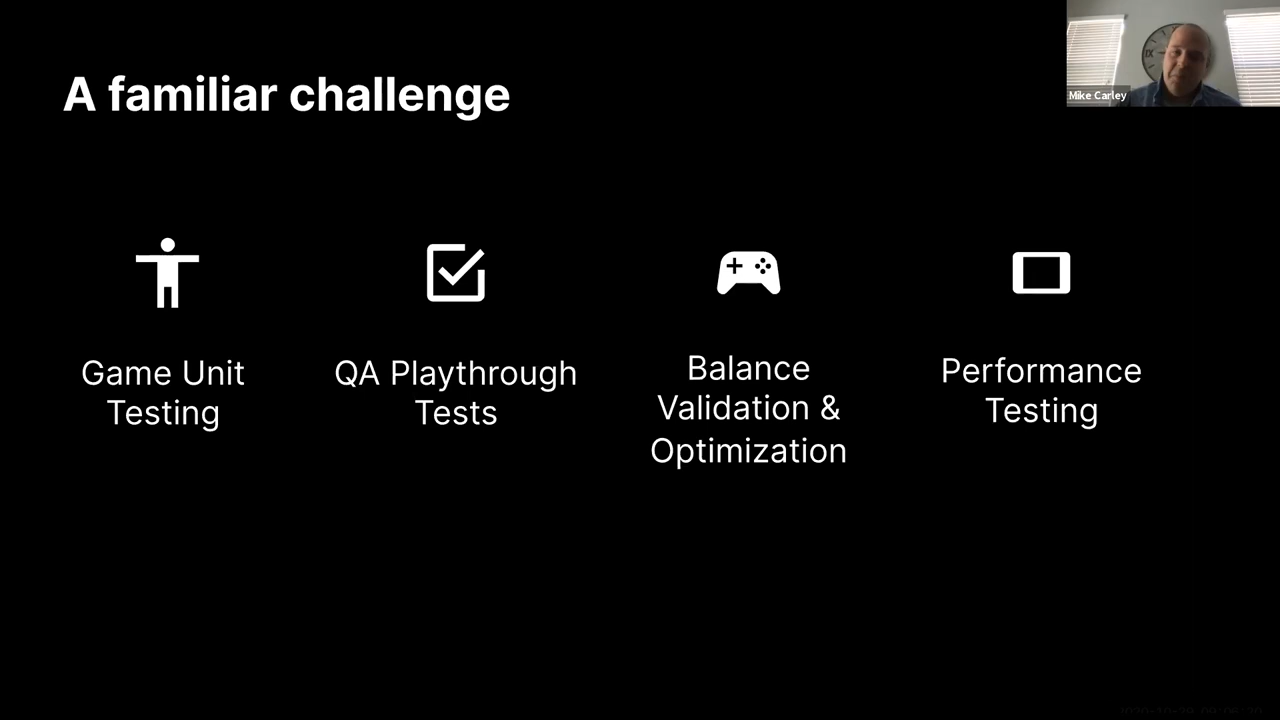 A familiar challenge
Mike Carley
Game Unit
Testing
QA Playthrough
Tests
Balance
Validation &
Optimization
Performance
Testing